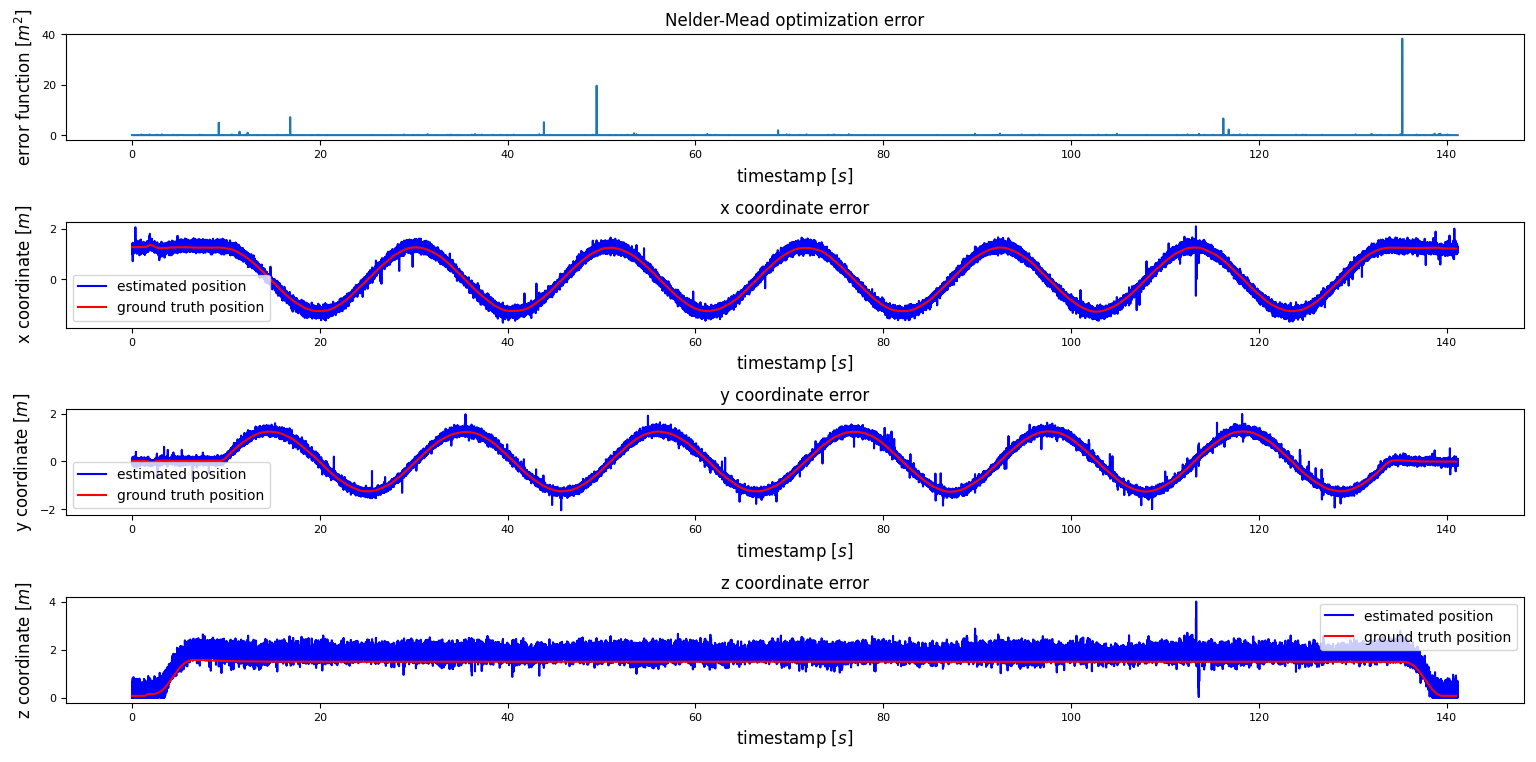 Nelder-Mead optimization error
error function [m²]
40
20
0
0 20 40 60 80 100 120 140
timestamp [s]
x coordinate error
x coordinate [m]
2
0
estimated position
ground truth position
0 20 40 60 80 100 120 140
timestamp [s]
y coordinate error
y coordinate [m]
2
0
−2
estimated position
ground truth position
0 20 40 60 80 100 120 140
timestamp [s]
z coordinate error
z coordinate [m]
4
2
0
estimated position
ground truth position
0 20 40 60 80 100 120 140
timestamp [s]